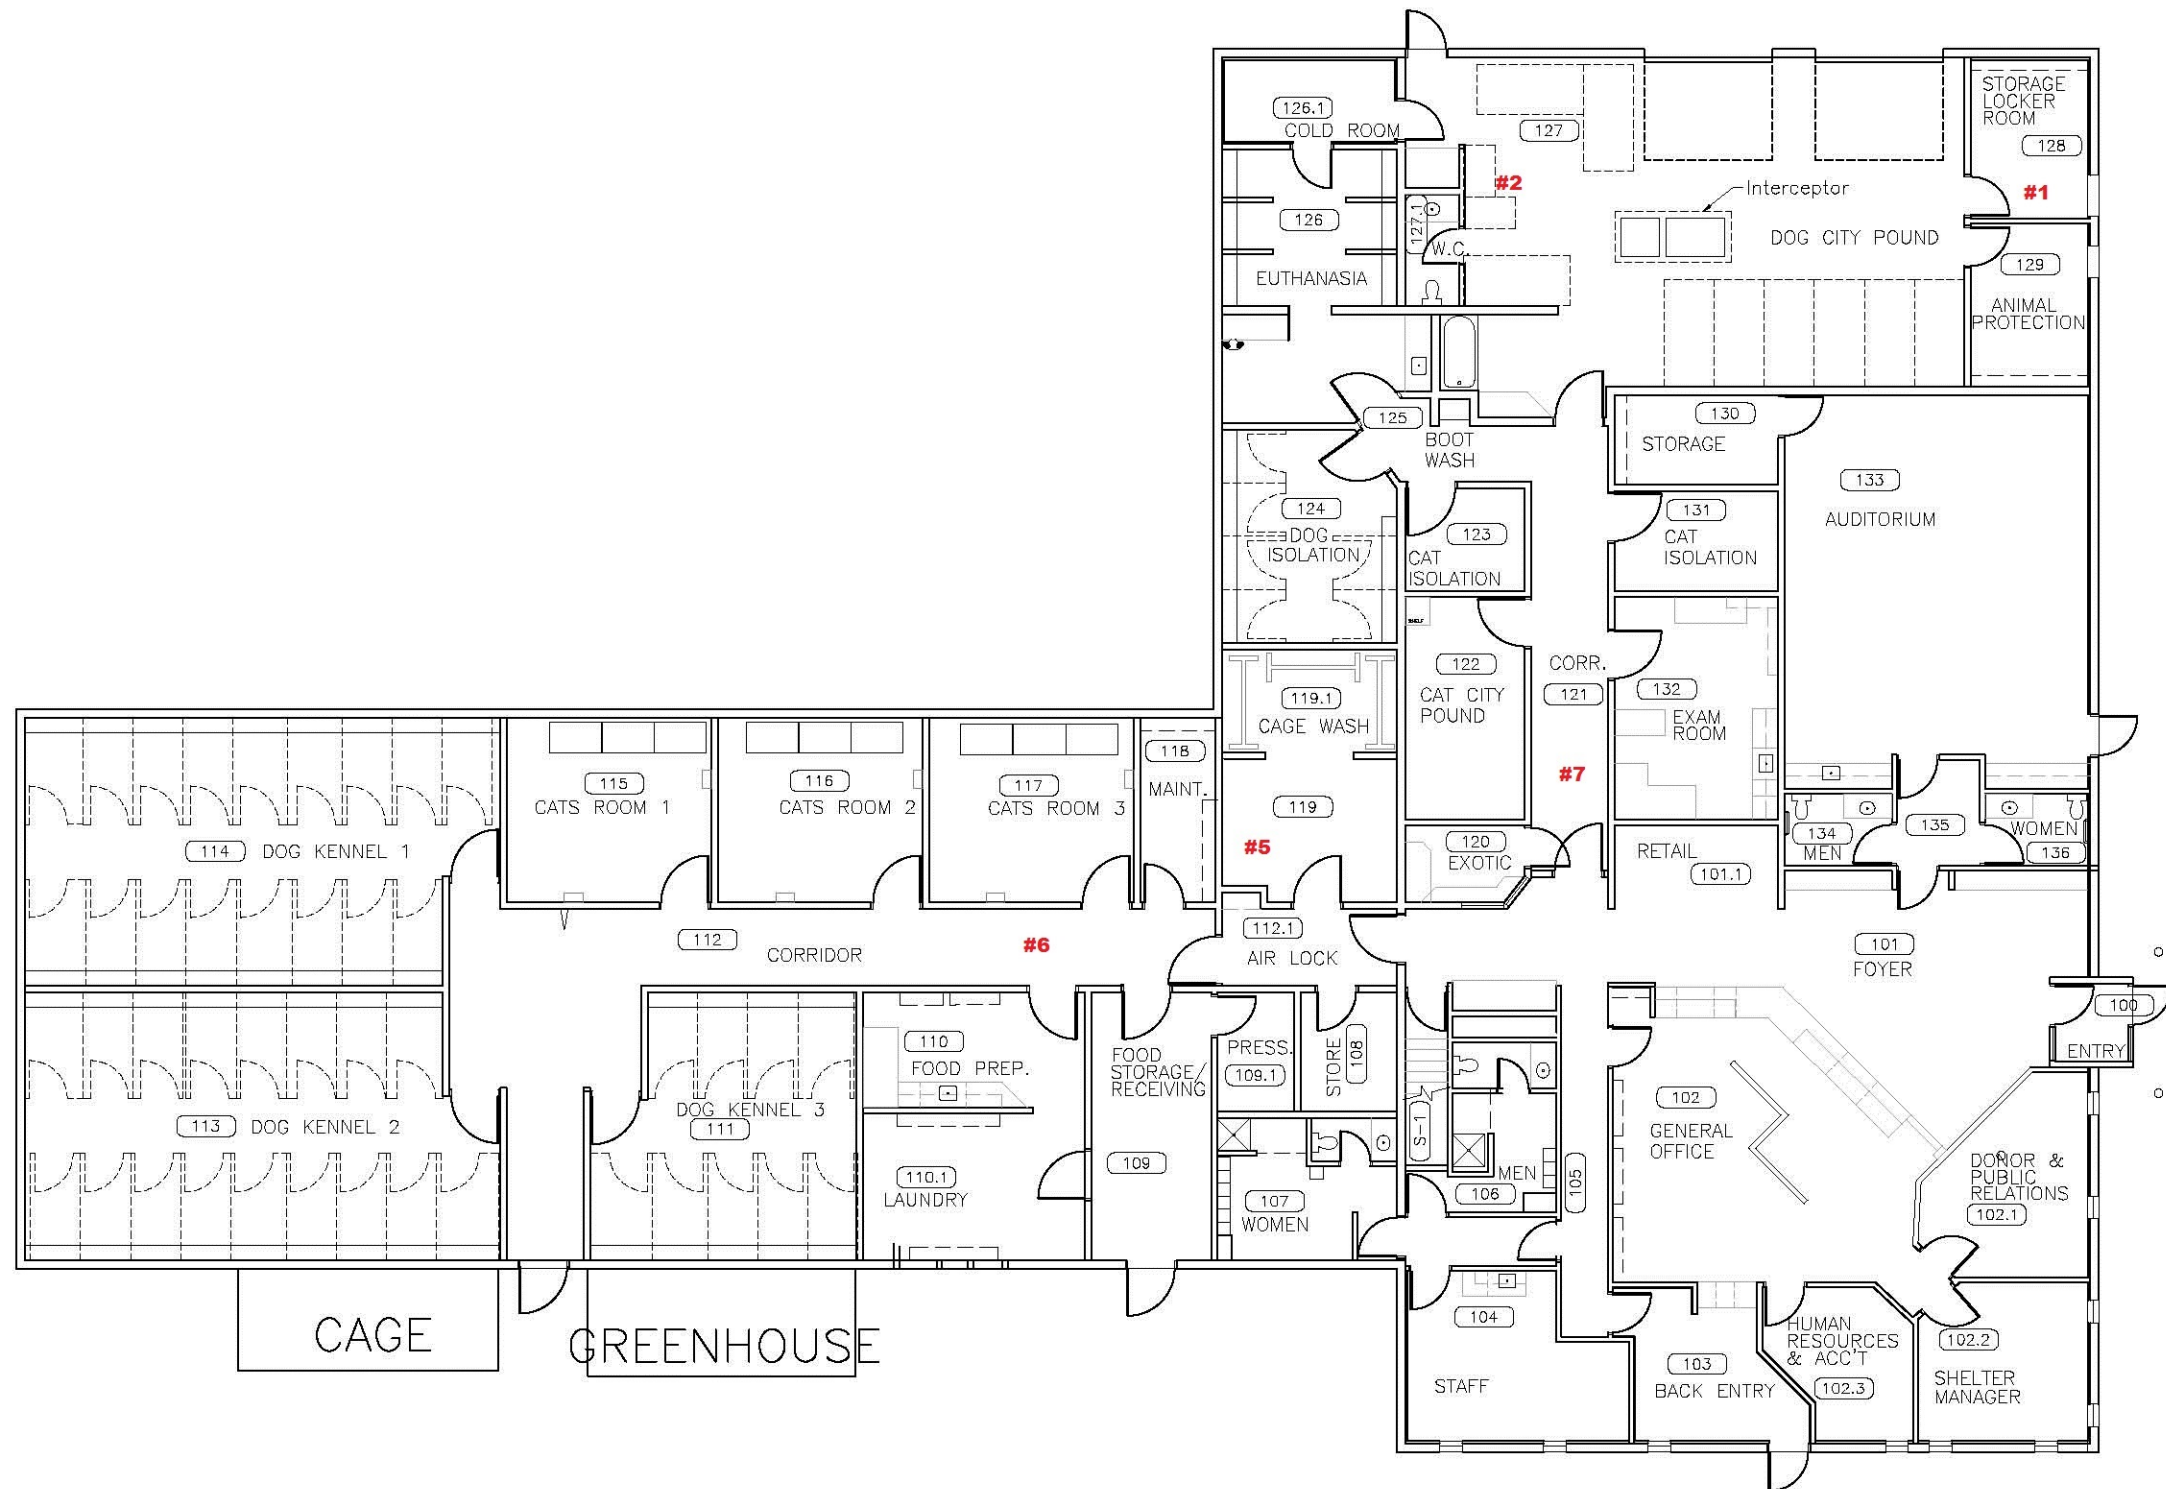 STORAGE
LOCKER
ROOM
128
#1
126.1
COLD ROOM
127
#2
Interceptor
DOG CITY POUND
126
EUTHANASIA
127.1
W.C.
129
ANIMAL
PROTECTION
125
BOOT
WASH
130
STORAGE
133
AUDITORIUM
124
DOG
ISOLATION
123
CAT
ISOLATION
131
CAT
ISOLATION
SHELF
122
CAT CITY
POUND
CORR.
121
#7
132
EXAM
ROOM
119.1
CAGE WASH
119
#5
118
MAINT.
115
CATS ROOM 1
116
CATS ROOM 2
117
CATS ROOM 3
114 DOG KENNEL 1
120
EXOTIC
RETAIL
101.1
134
MEN
135
WOMEN
136
112
CORRIDOR
#6
112.1
AIR LOCK
101
FOYER
100
ENTRY
110
FOOD PREP.
FOOD
STORAGE/
RECEIVING
PRESS.
109.1
STORE
108
S-1
113 DOG KENNEL 2
DOG KENNEL 3
111
102
GENERAL
OFFICE
109
110.1
LAUNDRY
107
WOMEN
MEN
106
105
DONOR &
PUBLIC
RELATIONS
102.1
CAGE
GREENHOUSE
104
STAFF
103
BACK ENTRY
HUMAN
RESOURCES
& ACC'T
102.3
102.2
SHELTER
MANAGER